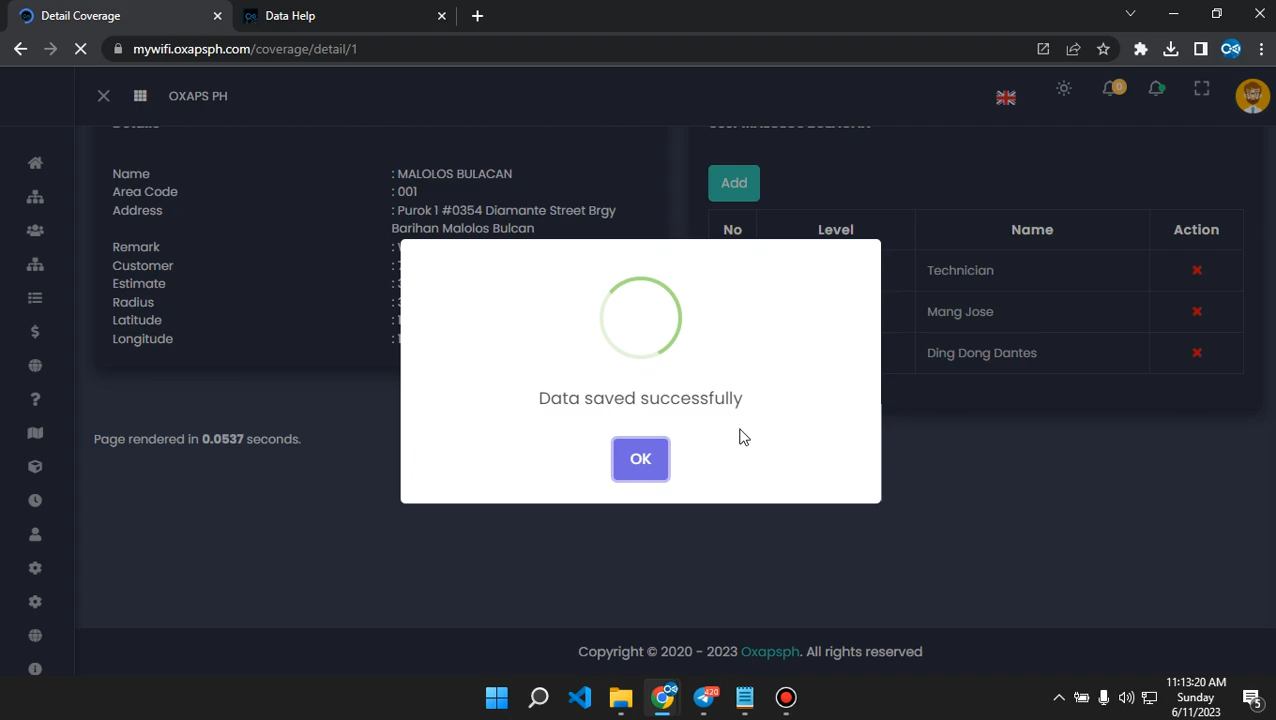 Detail Coverage
Data Help
mywifi.oxapsph.com/coverage/detail/1
OXAPS PH
0
Name : MALOLOS BULACAN
Area Code : 001
Address : Purok 1 #0354 Diamante Street Brgy
Barihan Malolos Bulcan
Remark
Customer
Estimate
Radius
Latitude
Longitude
Add
No Level Name Action
Technician
Mang Jose
Ding Dong Dantes
Data saved successfully
OK
Page rendered in 0.0537 seconds.
Copyright © 2020 - 2023 Oxapsph. All rights reserved
420
11:13:20 AM
Sunday
6/11/2023
5